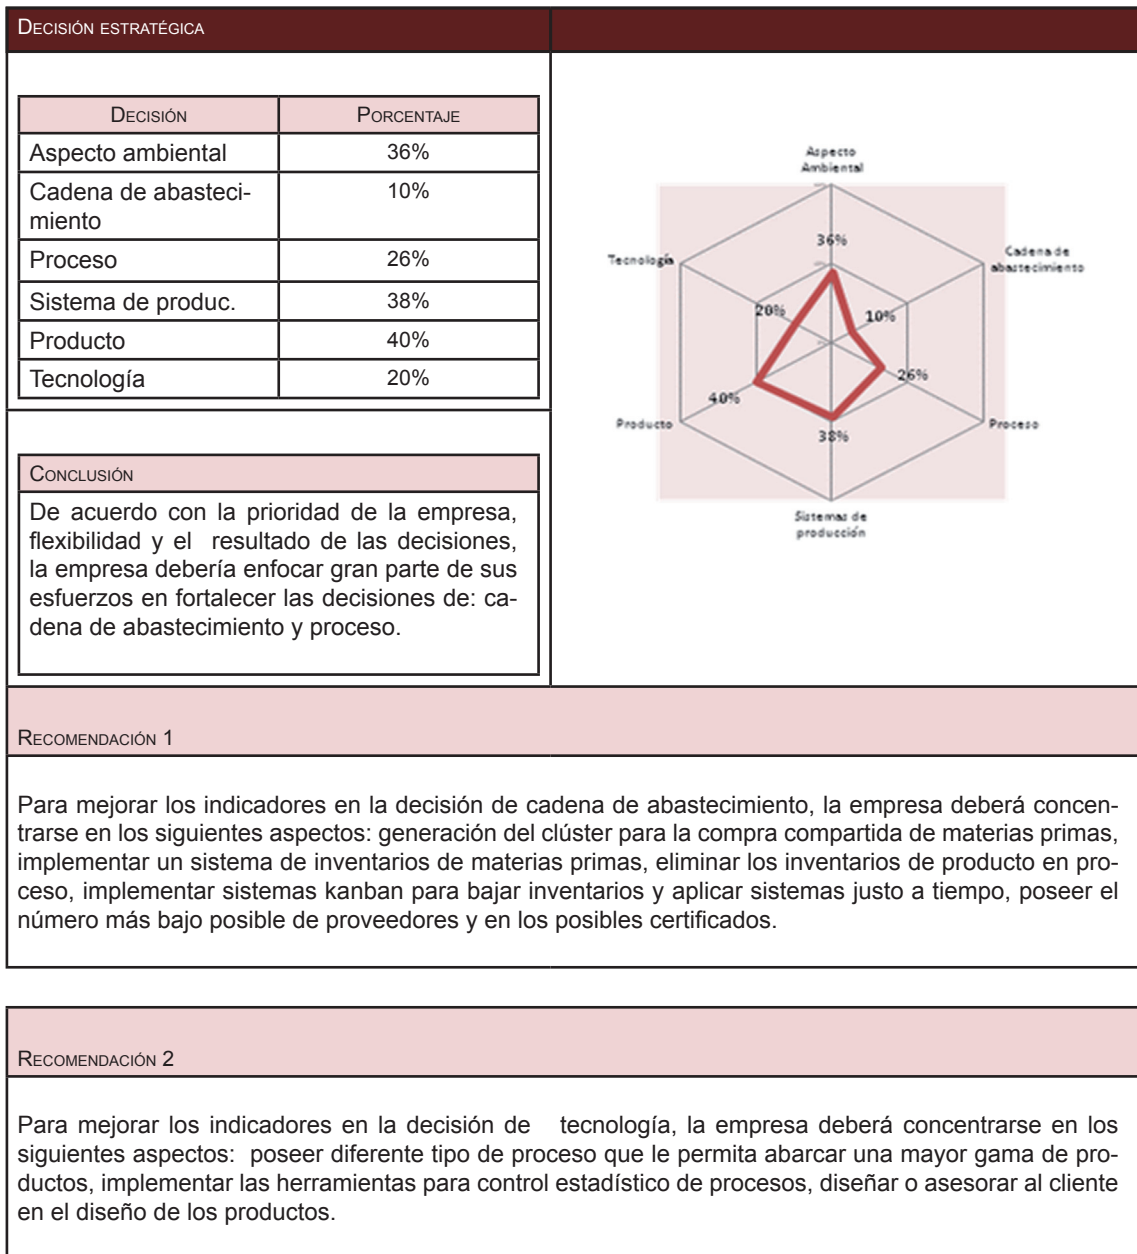 Decisión estratégica
Decisión Porcentaje
Aspecto ambiental 36%
Cadena de abasteci- 10%
miento
Proceso 26%
Sistema de produc. 38%
Producto 40%
Tecnología 20%
Conclusión
De acuerdo con la prioridad de la empresa,
flexibilidad y el resultado de las decisiones,
la empresa debería enfocar gran parte de sus
esfuerzos en fortalecer las decisiones de: ca-
dena de abastecimiento y proceso.
Aspecto
Ambiental
36%
Tecnología
Cadena de
abastecimiento
20%
10%
26%
40%
Producto
Proceso
38%
Sistemas de
producción
Recomendación 1
Para mejorar los indicadores en la decisión de cadena de abastecimiento, la empresa deberá concen-
trarse en los siguientes aspectos: generación del clúster para la compra compartida de materias primas,
implementar un sistema de inventarios de materias primas, eliminar los inventarios de producto en pro-
ceso, implementar sistemas kanban para bajar inventarios y aplicar sistemas justo a tiempo, poseer el
número más bajo posible de proveedores y en los posibles certificados.
Recomendación 2
Para mejorar los indicadores en la decisión de tecnología, la empresa deberá concentrarse en los
siguientes aspectos: poseer diferente tipo de proceso que le permita abarcar una mayor gama de pro-
ductos, implementar las herramientas para control estadístico de procesos, diseñar o asesorar al cliente
en el diseño de los productos.